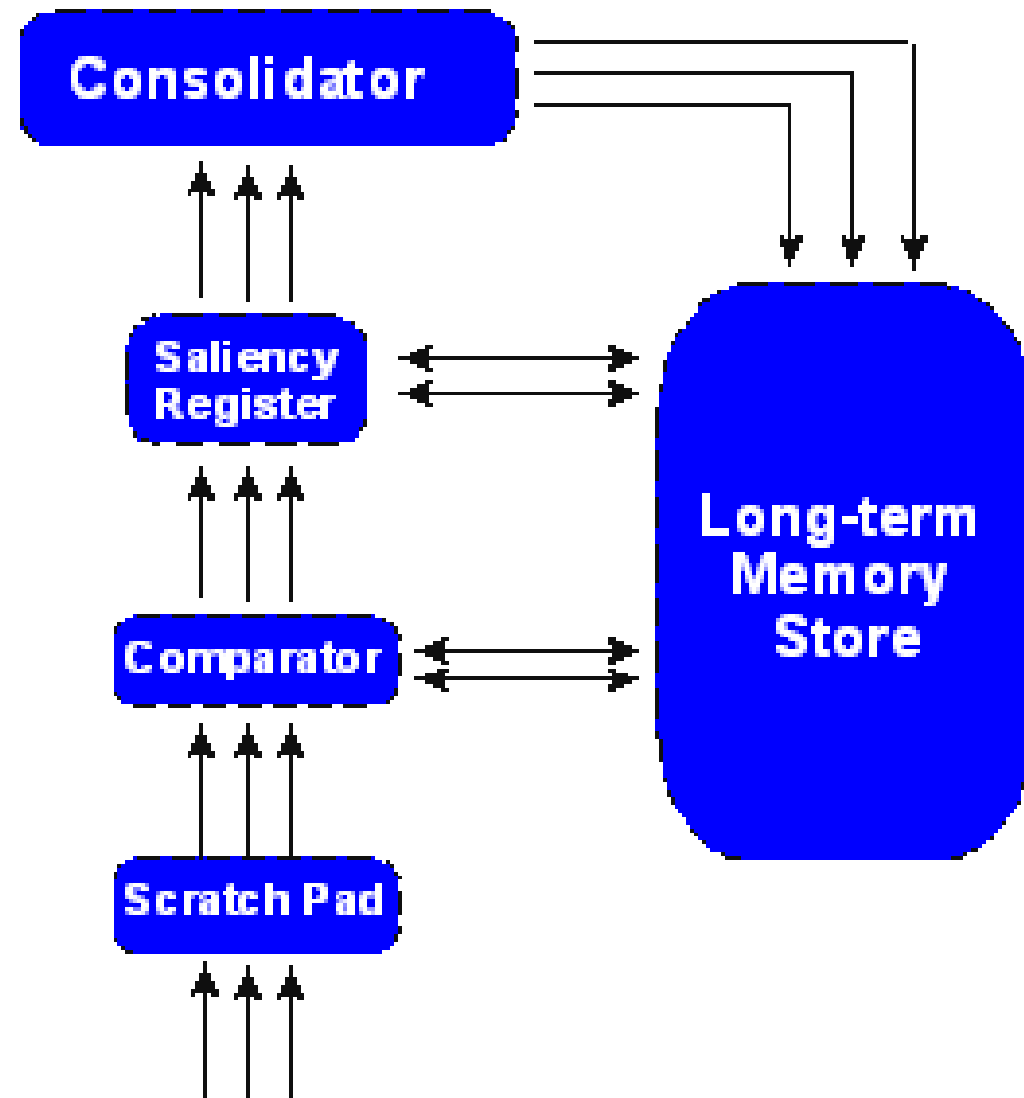 Consolidator
Saliency
Register
Long-term
Memory
Store
Comparator
Scratch Pad